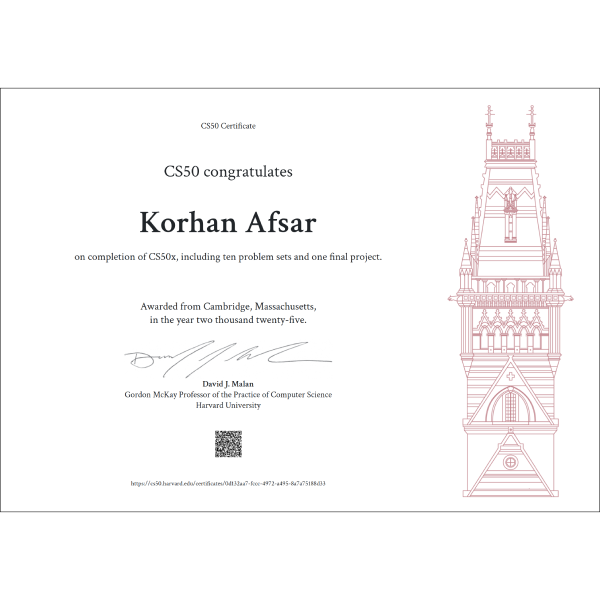 CS50 Certificate
CS50 congratulates
Korhan Afsar
on completion of CS50x, including ten problem sets and one final project.
Awarded from Cambridge, Massachusetts,
in the year two thousand twenty-five.
David J. Malan
Gordon McKay Professor of the Practice of Computer Science
Harvard University
https://cs50.harvard.edu/certificates/0d132aa7-fccc-4972-a495-8a7a75188d33